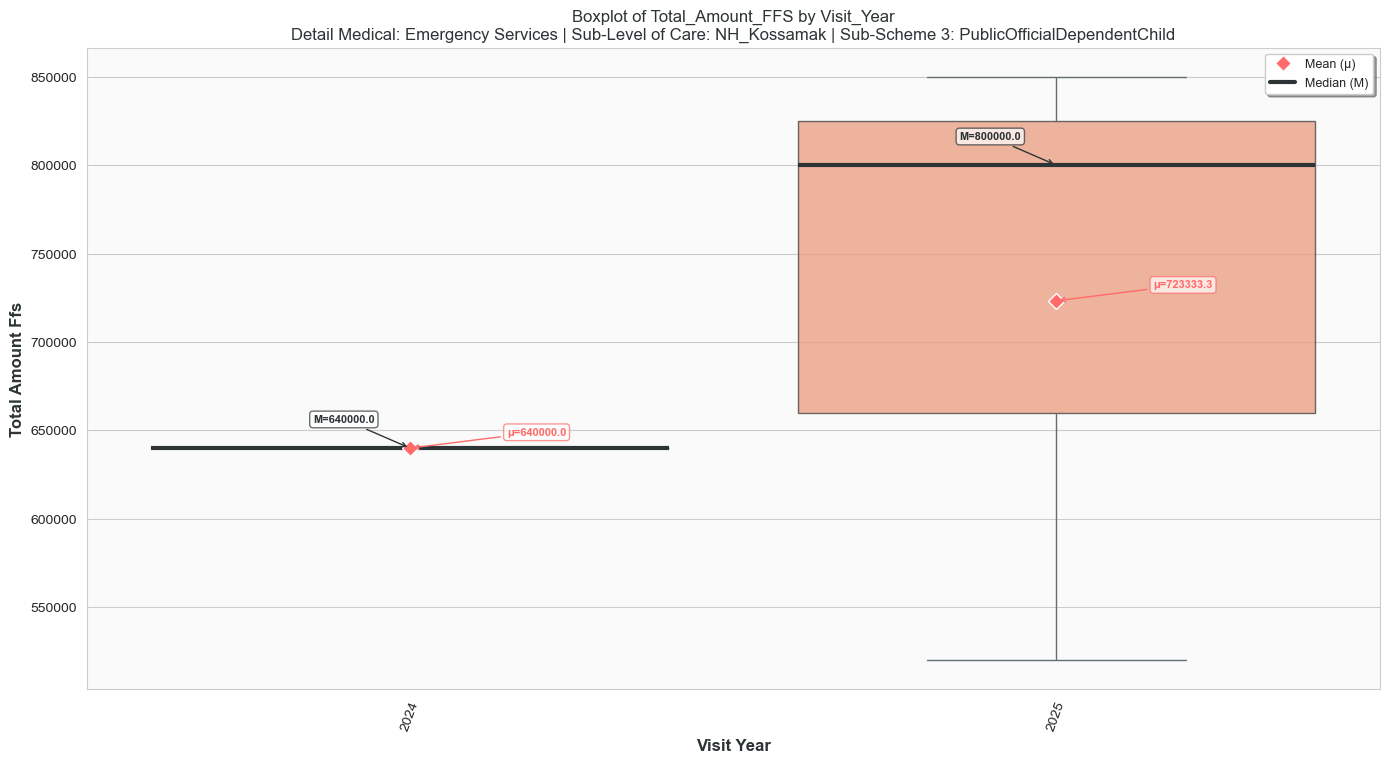 Boxplot of Total_Amount_FFS by Visit_Year
Detail Medical: Emergency Services | Sub-Level of Care: NH_Kossamak | Sub-Scheme 3: PublicOfficialDependentChild
Mean (μ)
Median (M)
850000
800000
750000
700000
650000
600000
550000
Total Amount Ffs
M=640000.0
μ=640000.0
M=800000.0
μ=723333.3
2024
2025
Visit Year